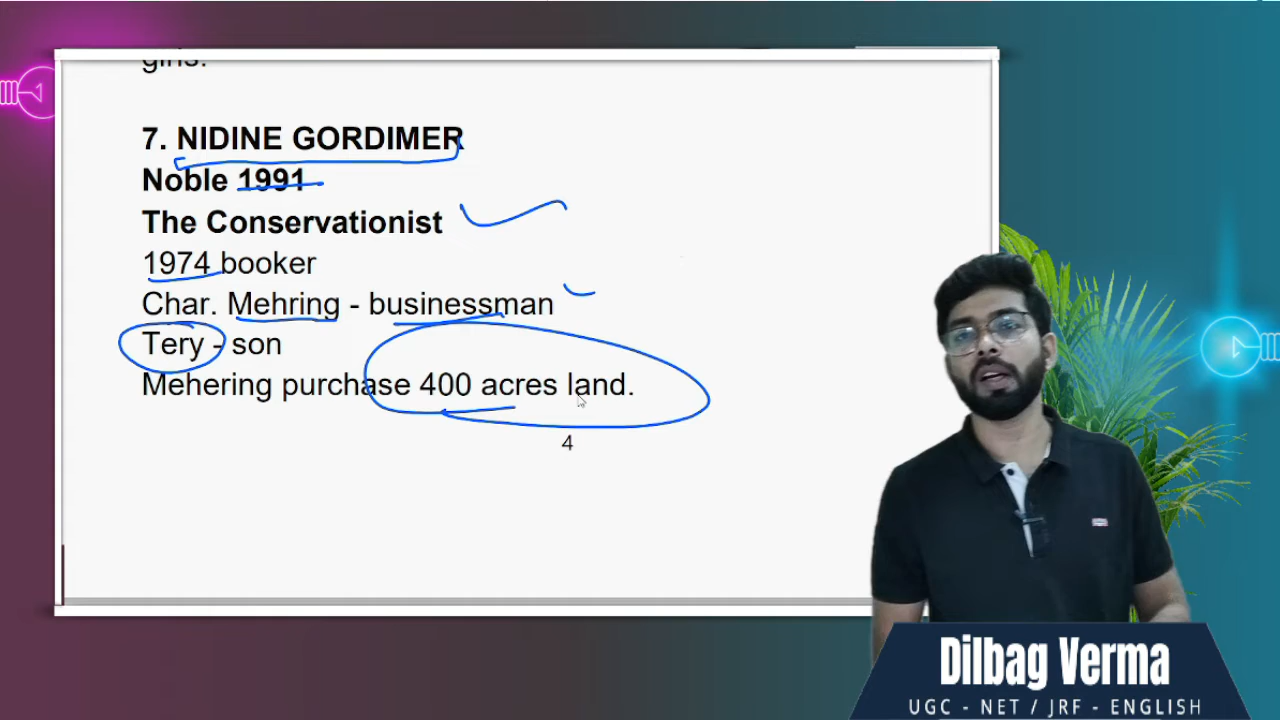 girls.
7. NIDINE GORDIMER
Noble 1991
The Conservationist
1974 booker
Char. Mehring - businessman
Tery - son
Mehering purchase 400 acres land.
4
Dilbag Verma
UGC - NET / JRF - ENGLISH